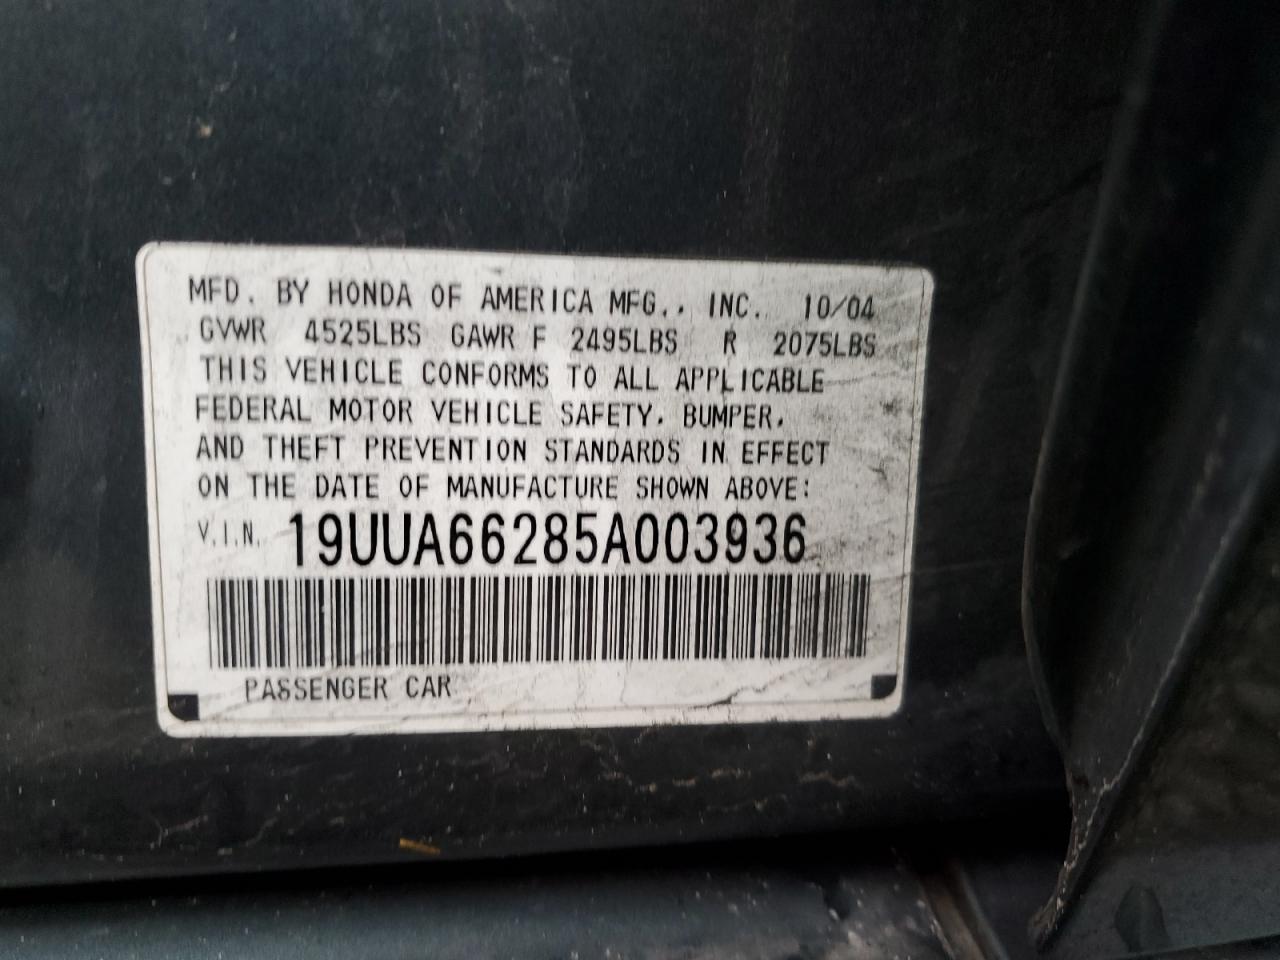 MFD. BY HONDA OF AMERICA MFG., INC. 10/04
GVWR 4525LBS GAWR F 2495LBS R 2075LBS
THIS VEHICLE CONFORMS TO ALL APPLICABLE
FEDERAL MOTOR VEHICLE SAFETY, BUMPER,
AND THEFT PREVENTION STANDARDS IN EFFECT
ON THE DATE OF MANUFACTURE SHOWN ABOVE:
V.I.N. 19UUA66285A003936
PASSENGER CAR